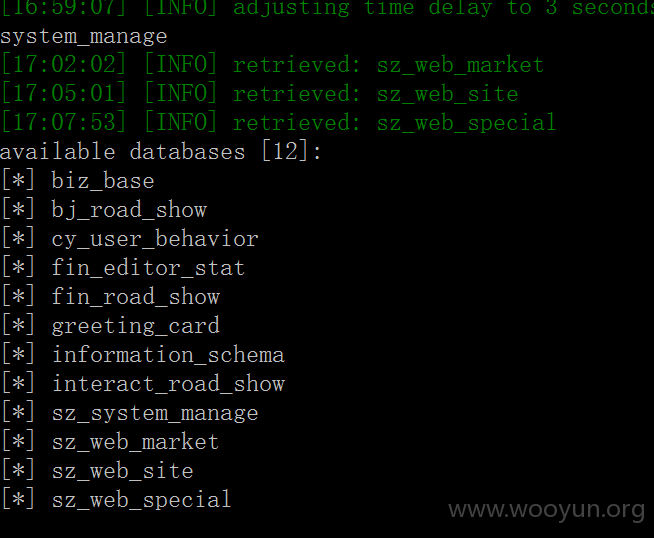 [16:59:07] [INFO] adjusting time delay to 3 seconds
system_manage
[17:02:02] [INFO] retrieved: sz_web_market
[17:05:01] [INFO] retrieved: sz_web_site
[17:07:53] [INFO] retrieved: sz_web_special
available databases [12]:
[*] biz_base
[*] bj_road_show
[*] cy_user_behavior
[*] fin_editor_stat
[*] fin_road_show
[*] greeting_card
[*] information_schema
[*] interact_road_show
[*] sz_system_manage
[*] sz_web_market
[*] sz_web_site
[*] sz_web_special
www.wooyun.org